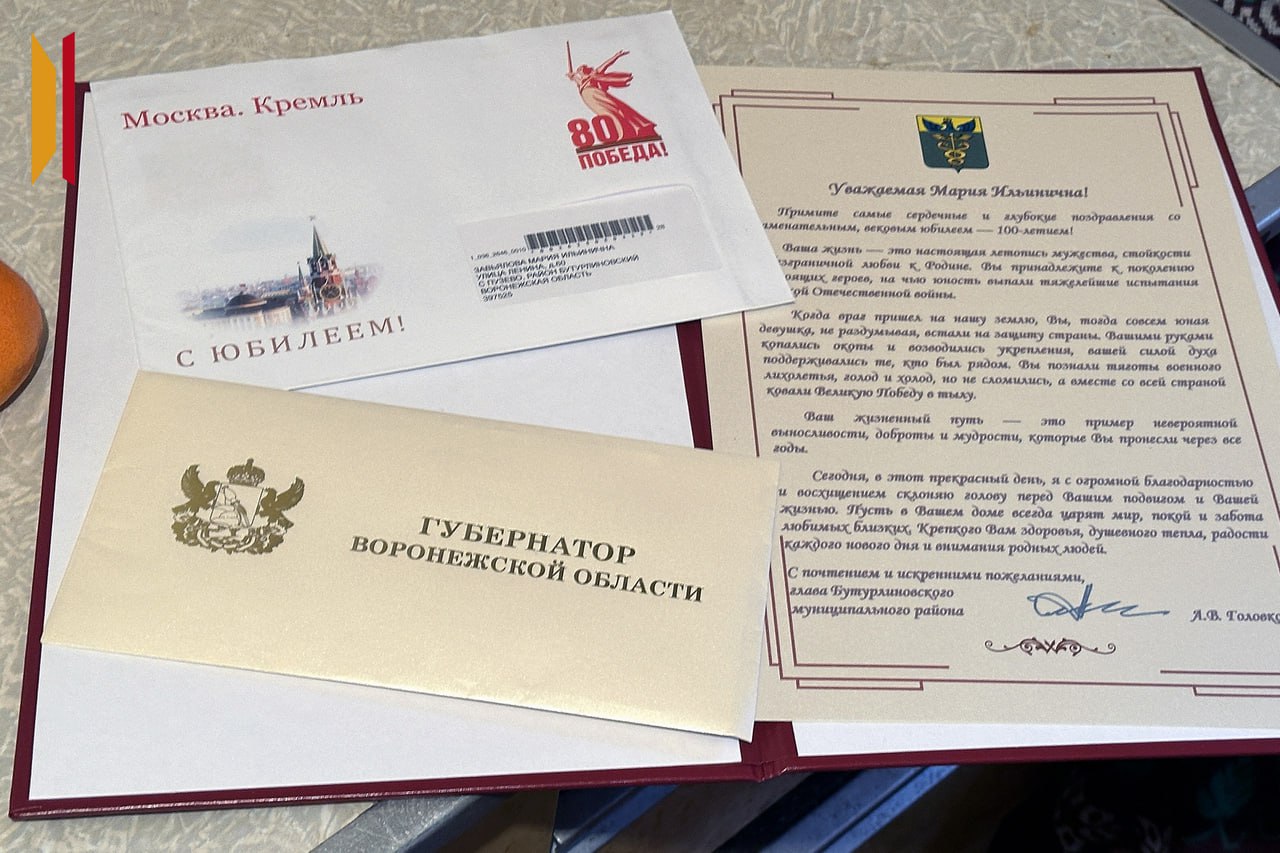 Москва. Кремль
80
ПОБЕДА!
ЗАВЬЯЛОВА МАРИЯ ИЛЬИНИЧНА
УЛИЦА ЛЕНИНА, д.60
С ПУЗЕВО, РАЙОН БУТУРЛИНОВСКИЙ
ВОРОНЕЖСКАЯ ОБЛАСТЬ
397525
С ЮБИЛЕЕМ!
ГУБЕРНАТОР
ВОРОНЕЖСКОЙ ОБЛАСТИ
Уважаемая Мария Ильинична!
Примите самые сердечные и глубокие поздравления со
знаменательным, вековым юбилеем — 100-летием!
Ваша жизнь — это настоящая летопись мужества, стойкости
безграничной любви к Родине. Вы принадлежите к поколению
настоящих героев, на чью юность выпали тяжелейшие испытания
Отечественной войны.
Когда враг пришел на нашу землю, Вы, тогда совсем юная
девушка, не раздумывая, встали на защиту страны. Вашими руками
копались окопы и возводились укрепления, вашей силой духа
поддерживались те, кто был рядом. Вы познали тяготы военного
лихолетья, голод и холод, но не сломились, а вместе со всей страной
ковали Великую Победу в тылу.
Ваш жизненный путь — это пример невероятной
выносливости, доброты и мудрости, которые Вы пронесли через все
годы.
Сегодня, в этот прекрасный день, я с огромной благодарностью
и восхищением склоняю голову перед Вашим подвигом и Вашей
жизнью. Пусть в Вашем доме всегда царят мир, покой и забота
любимых близких. Крепкого Вам здоровья, душевного тепла, радости
каждого нового дня и внимания родных людей.
С почтением и искренними пожеланиями,
глава Бутурлиновского
муниципального района А.В. Головко